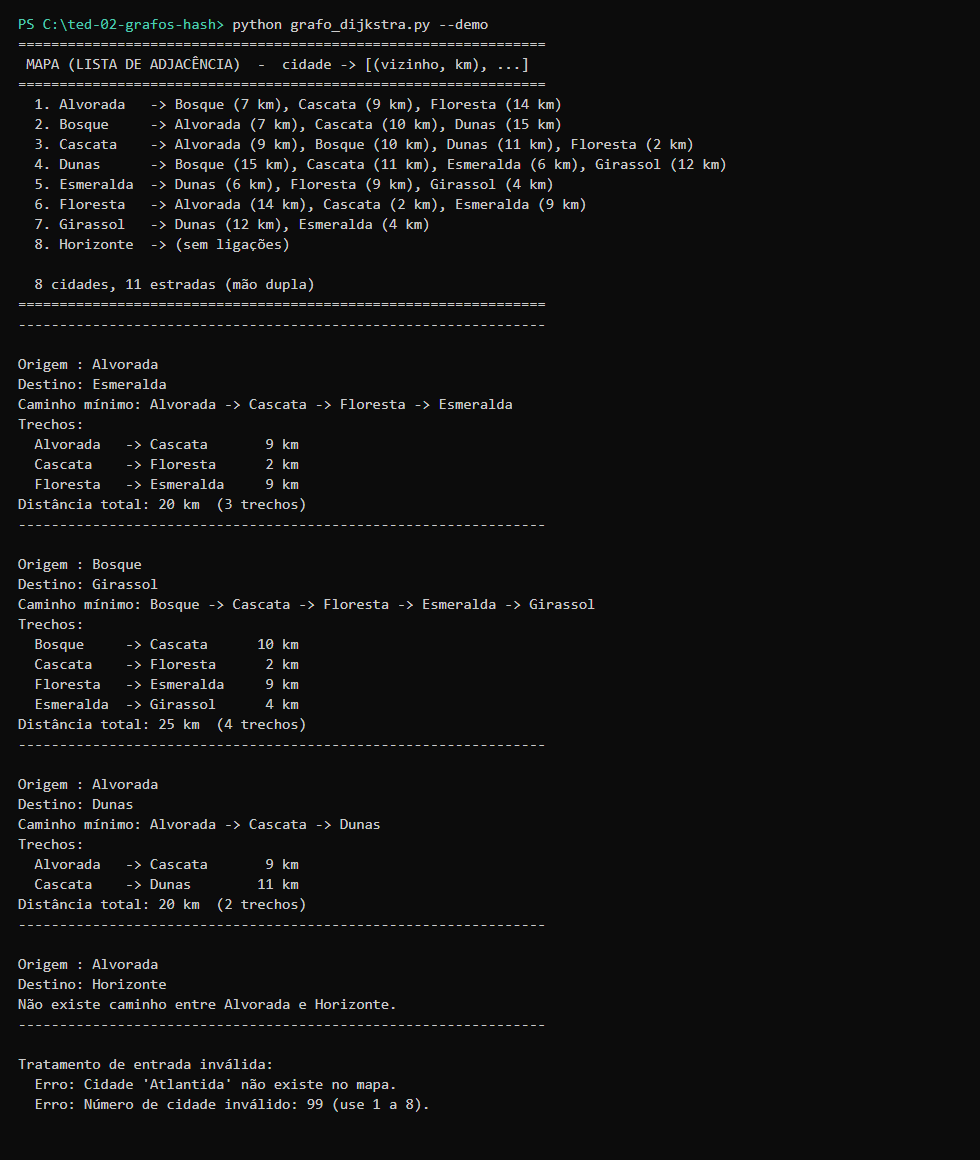 PS C:\ted-02-grafos-hash> python grafo_dijkstra.py --demo
================================================================
 MAPA (LISTA DE ADJACÊNCIA)  -  cidade -> [(vizinho, km), ...]
================================================================
  1. Alvorada   -> Bosque (7 km), Cascata (9 km), Floresta (14 km)
  2. Bosque     -> Alvorada (7 km), Cascata (10 km), Dunas (15 km)
  3. Cascata    -> Alvorada (9 km), Bosque (10 km), Dunas (11 km), Floresta (2 km)
  4. Dunas      -> Bosque (15 km), Cascata (11 km), Esmeralda (6 km), Girassol (12 km)
  5. Esmeralda  -> Dunas (6 km), Floresta (9 km), Girassol (4 km)
  6. Floresta   -> Alvorada (14 km), Cascata (2 km), Esmeralda (9 km)
  7. Girassol   -> Dunas (12 km), Esmeralda (4 km)
  8. Horizonte  -> (sem ligações)

  8 cidades, 11 estradas (mão dupla)
================================================================
----------------------------------------------------------------

Origem : Alvorada
Destino: Esmeralda
Caminho mínimo: Alvorada -> Cascata -> Floresta -> Esmeralda
Trechos:
  Alvorada   -> Cascata       9 km
  Cascata    -> Floresta      2 km
  Floresta   -> Esmeralda     9 km
Distância total: 20 km  (3 trechos)
----------------------------------------------------------------

Origem : Bosque
Destino: Girassol
Caminho mínimo: Bosque -> Cascata -> Floresta -> Esmeralda -> Girassol
Trechos:
  Bosque     -> Cascata      10 km
  Cascata    -> Floresta      2 km
  Floresta   -> Esmeralda     9 km
  Esmeralda  -> Girassol      4 km
Distância total: 25 km  (4 trechos)
----------------------------------------------------------------

Origem : Alvorada
Destino: Dunas
Caminho mínimo: Alvorada -> Cascata -> Dunas
Trechos:
  Alvorada   -> Cascata       9 km
  Cascata    -> Dunas        11 km
Distância total: 20 km  (2 trechos)
----------------------------------------------------------------

Origem : Alvorada
Destino: Horizonte
Não existe caminho entre Alvorada e Horizonte.
----------------------------------------------------------------

Tratamento de entrada inválida:
  Erro: Cidade 'Atlantida' não existe no mapa.
  Erro: Número de cidade inválido: 99 (use 1 a 8).